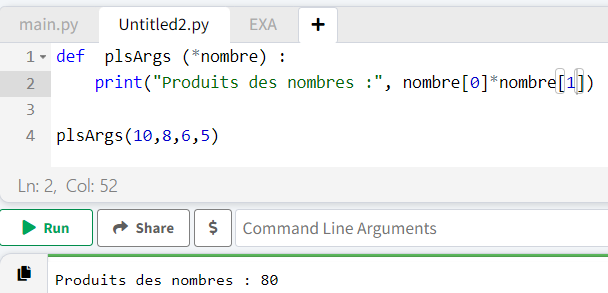 main.py Untitled2.py EXA +
1 def plsArgs (*nombre) :
2 print("Produits des nombres :", nombre[0]*nombre[1])
3
4 plsArgs(10,8,6,5)
Ln: 2, Col: 52
Run Share $ Command Line Arguments
Produits des nombres : 80